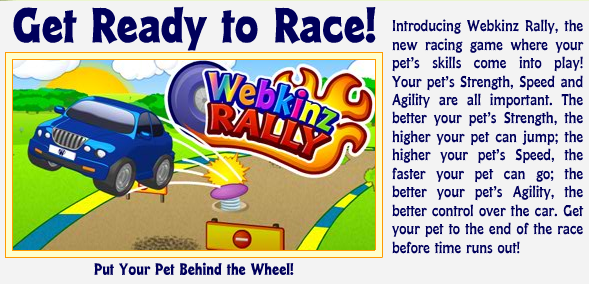 Get Ready to Race!
Webkinz
RALLY
Put Your Pet Behind the Wheel!
Introducing Webkinz Rally, the
new racing game where your
pet's skills come into play!
Your pet's Strength, Speed and
Agility are all important. The
better your pet's Strength, the
higher your pet can jump; the
higher your pet's Speed, the
faster your pet can go; the
better your pet's Agility, the
better control over the car. Get
your pet to the end of the race
before time runs out!